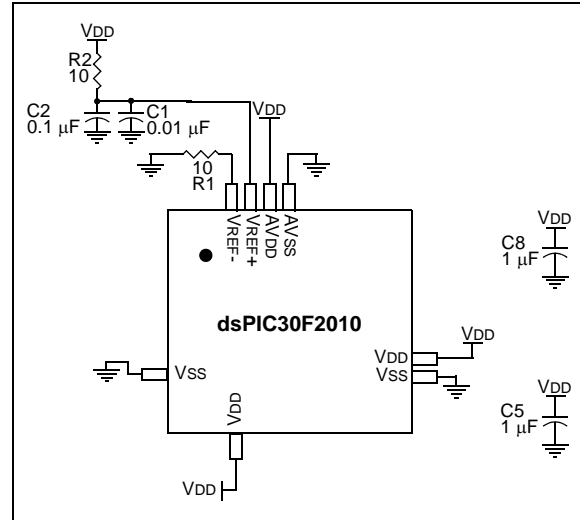 VDD
R2
10
C2
0.1 µF
C1
0.01 µF
VDD
10
R1
VREF-
VREF+
AVDD
AVSS
dsPIC30F2010
VDD
C8
1 µF
VDD
VDD
VSS
VSS
VDD
C5
1 µF
VDD
VDD